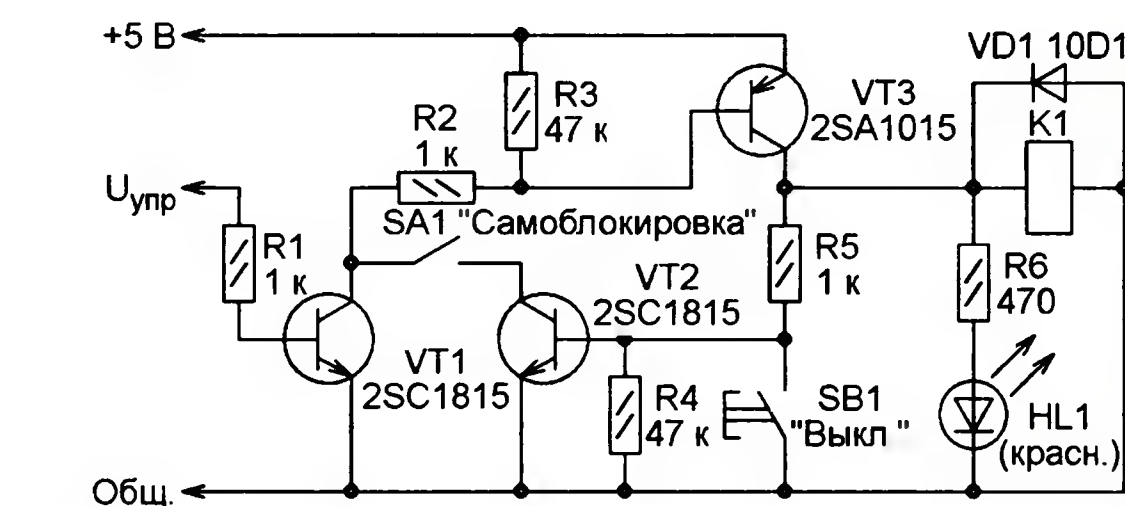 +5 В
VD1 10D1
R3
47 к
VT3
2SA1015
R2
1 к
K1
Uупр
SA1 "Самоблокировка"
R1
1 к
R5
1 к
R6
470
VT2
2SC1815
VT1
2SC1815
R4
47 к
SB1
"Выкл "
HL1
(красн.)
Общ.